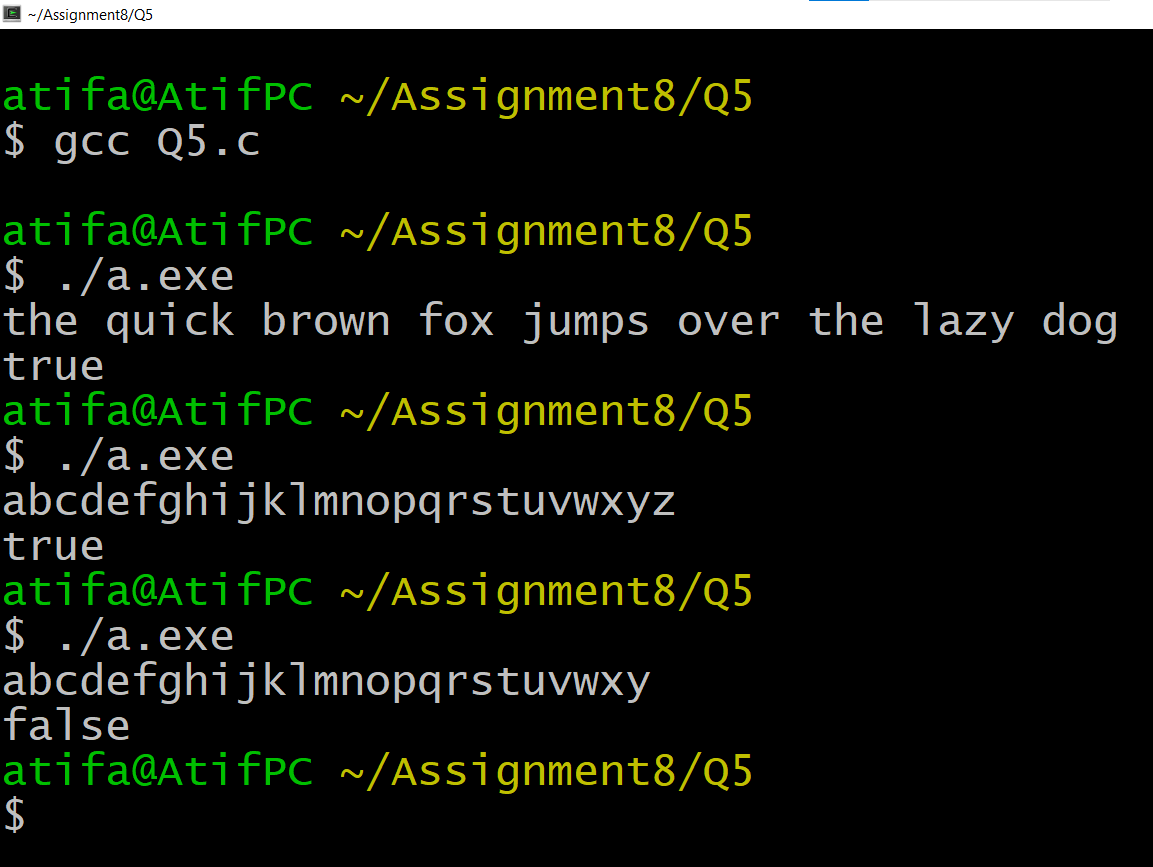 ~/Assignment8/Q5
atifa@AtifPC ~/Assignment8/Q5
$ gcc Q5.c
atifa@AtifPC ~/Assignment8/Q5
$ ./a.exe
the quick brown fox jumps over the lazy dog
true
atifa@AtifPC ~/Assignment8/Q5
$ ./a.exe
abcdefghijklmnopqrstuvwxyz
true
atifa@AtifPC ~/Assignment8/Q5
$ ./a.exe
abcdefghijklmnopqrstuvwxy
false
atifa@AtifPC ~/Assignment8/Q5
$